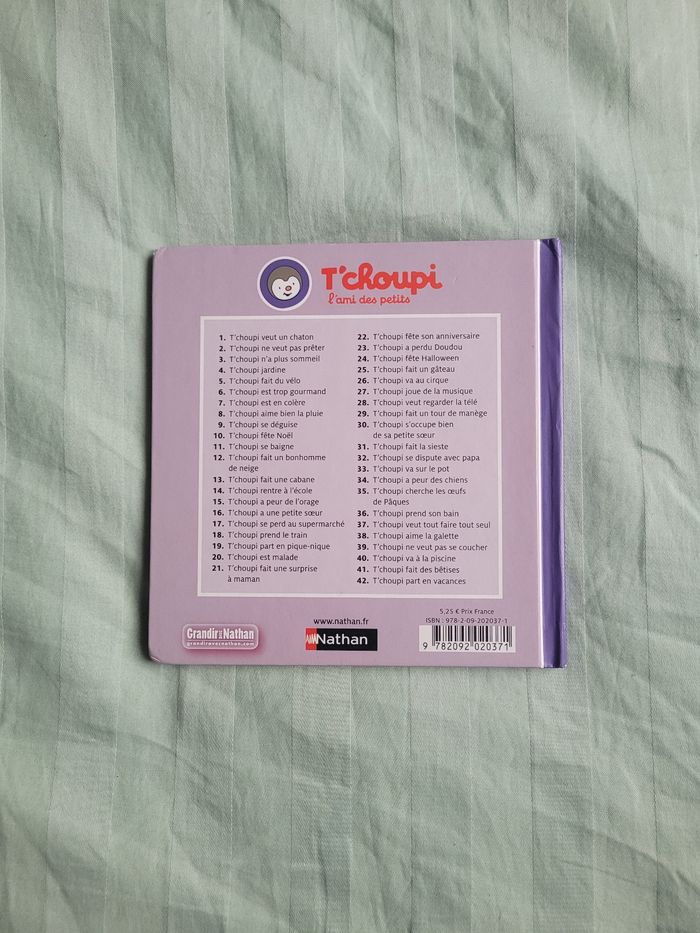 T'choupi
l'ami des petits
1. T'choupi veut un chaton
2. T'choupi ne veut pas prêter
3. T'choupi n'a plus sommeil
4. T'choupi jardine
5. T'choupi fait du vélo
6. T'choupi est trop gourmand
7. T'choupi est en colère
8. T'choupi aime bien la pluie
9. T'choupi se déguise
10. T'choupi fête Noël
11. T'choupi se baigne
12. T'choupi fait un bonhomme
de neige
13. T'choupi fait une cabane
14. T'choupi rentre à l'école
15. T'choupi a peur de l'orage
16. T'choupi a une petite sœur
17. T'choupi se perd au supermarché
18. T'choupi prend le train
19. T'choupi part en pique-nique
20. T'choupi est malade
21. T'choupi fait une surprise
à maman
22. T'choupi fête son anniversaire
23. T'choupi a perdu Doudou
24. T'choupi fête Halloween
25. T'choupi fait un gâteau
26. T'choupi va au cirque
27. T'choupi joue de la musique
28. T'choupi veut regarder la télé
29. T'choupi fait un tour de manège
30. T'choupi s'occupe bien
de sa petite sœur
31. T'choupi fait la sieste
32. T'choupi se dispute avec papa
33. T'choupi va sur le pot
34. T'choupi a peur des chiens
35. T'choupi cherche les œufs
de Pâques
36. T'choupi prend son bain
37. T'choupi veut tout faire tout seul
38. T'choupi aime la galette
39. T'choupi ne veut pas se coucher
40. T'choupi va à la piscine
41. T'choupi fait des bêtises
42. T'choupi part en vacances
Grandir avec Nathan
grandiravecnathan.com
www.nathan.fr
Nathan
5,25 € Prix France
ISBN : 978-2-09-202037-1
9 782092 020371